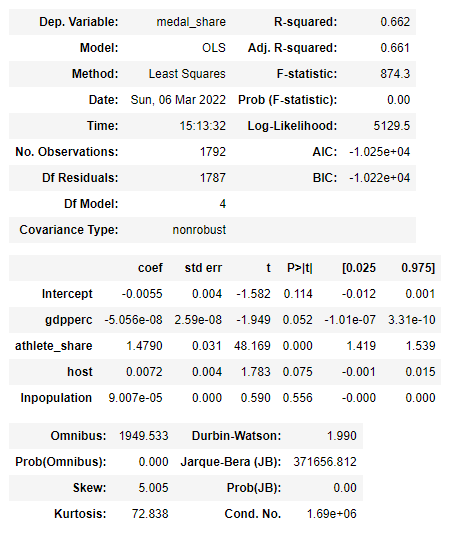 Dep. Variable: medal_share R-squared: 0.662
Model: OLS Adj. R-squared: 0.661
Method: Least Squares F-statistic: 874.3
Date: Sun, 06 Mar 2022 Prob (F-statistic): 0.00
Time: 15:13:32 Log-Likelihood: 5129.5
No. Observations: 1792 AIC: -1.025e+04
Df Residuals: 1787 BIC: -1.022e+04
Df Model: 4
Covariance Type: nonrobust
coef std err t P>|t| [0.025 0.975]
Intercept -0.0055 0.004 -1.582 0.114 -0.012 0.001
gdpperc -5.056e-08 2.59e-08 -1.949 0.052 -1.01e-07 3.31e-10
athlete_share 1.4790 0.031 48.169 0.000 1.419 1.539
host 0.0072 0.004 1.783 0.075 -0.001 0.015
lnpopulation 9.007e-05 0.000 0.590 0.556 -0.000 0.000
Omnibus: 1949.533 Durbin-Watson: 1.990
Prob(Omnibus): 0.000 Jarque-Bera (JB): 371656.812
Skew: 5.005 Prob(JB): 0.00
Kurtosis: 72.838 Cond. No. 1.69e+06